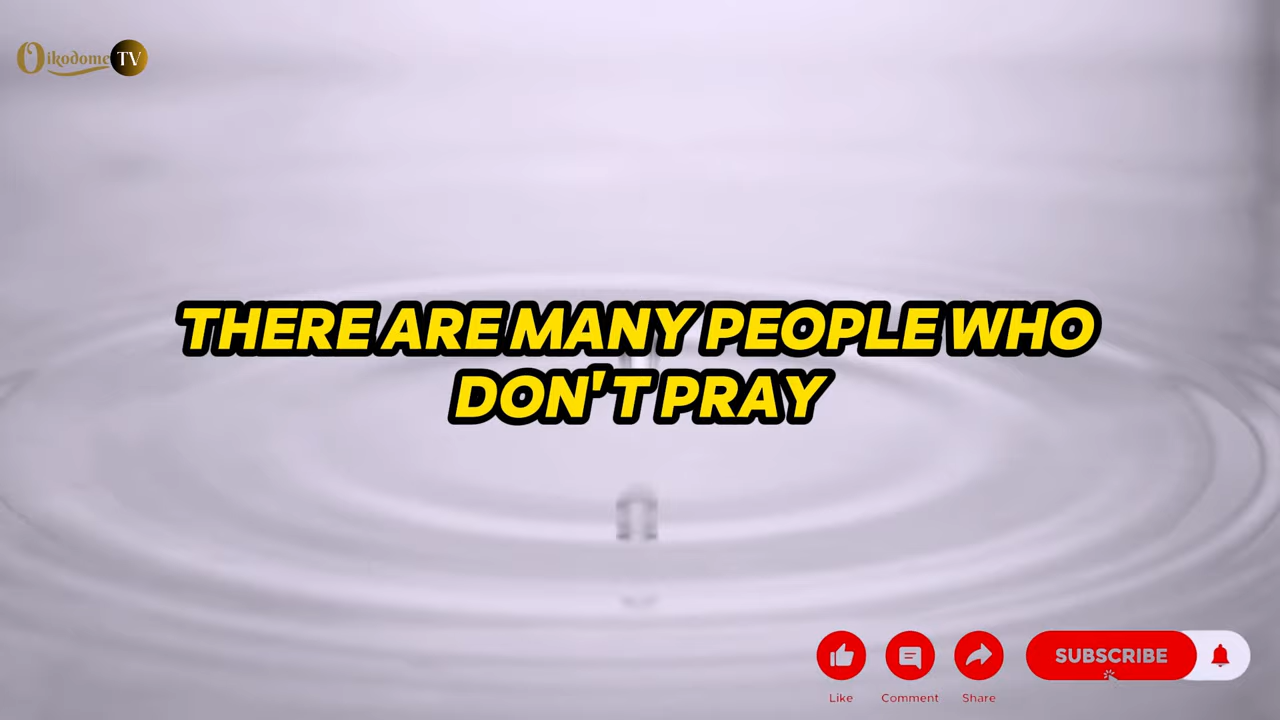 Oikodome TV
THERE ARE MANY PEOPLE WHO
DON'T PRAY
SUBSCRIBE
Like
Comment
Share